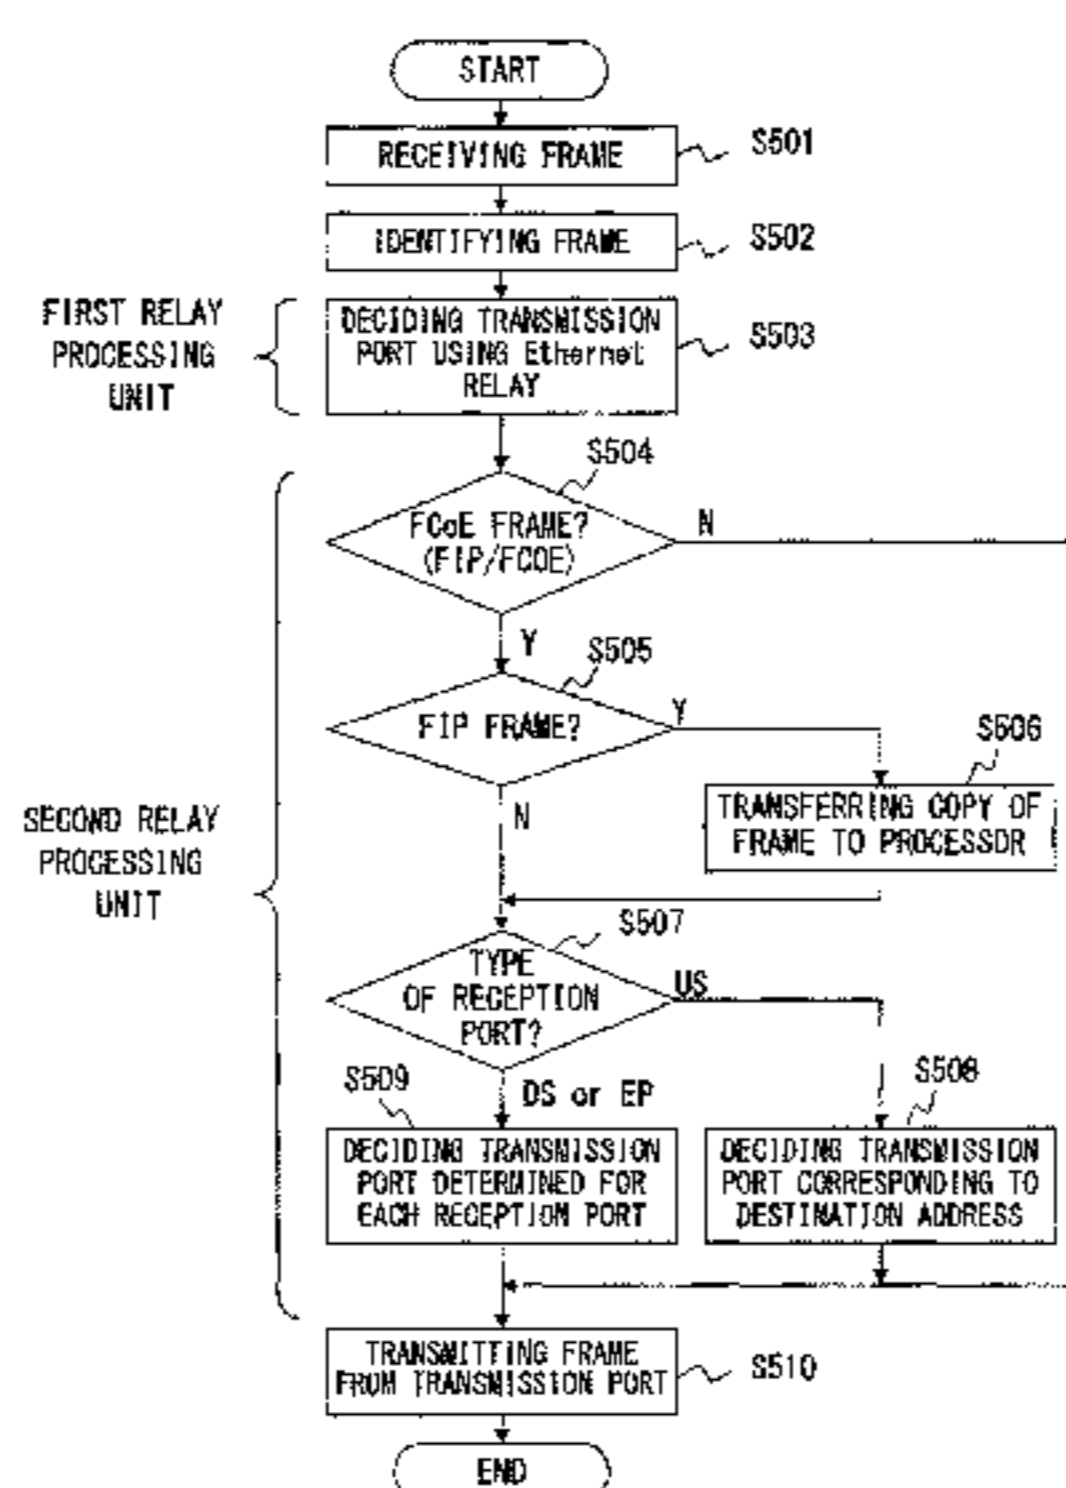 START
RECEIVING FRAME
S501
IDENTIFYING FRAME
S502
FIRST RELAY
PROCESSING
UNIT
DECIDING TRANSMISSION
PORT USING Ethernet
RELAY
S503
S504
FCoE FRAME?
(FIP/FCOE)
N
Y
S505
FIP FRAME?
Y
N
S506
TRANSFERRING COPY OF
FRAME TO PROCESSOR
SECOND RELAY
PROCESSING
UNIT
S507
TYPE
OF RECEPTION
PORT?
US
DS or EP
S509
DECIDING TRANSMISSION
PORT DETERMINED FOR
EACH RECEPTION PORT
S508
DECIDING TRANSMISSION
PORT CORRESPONDING TO
DESTINATION ADDRESS
TRANSMITTING FRAME
FROM TRANSMISSION PORT
S510
END